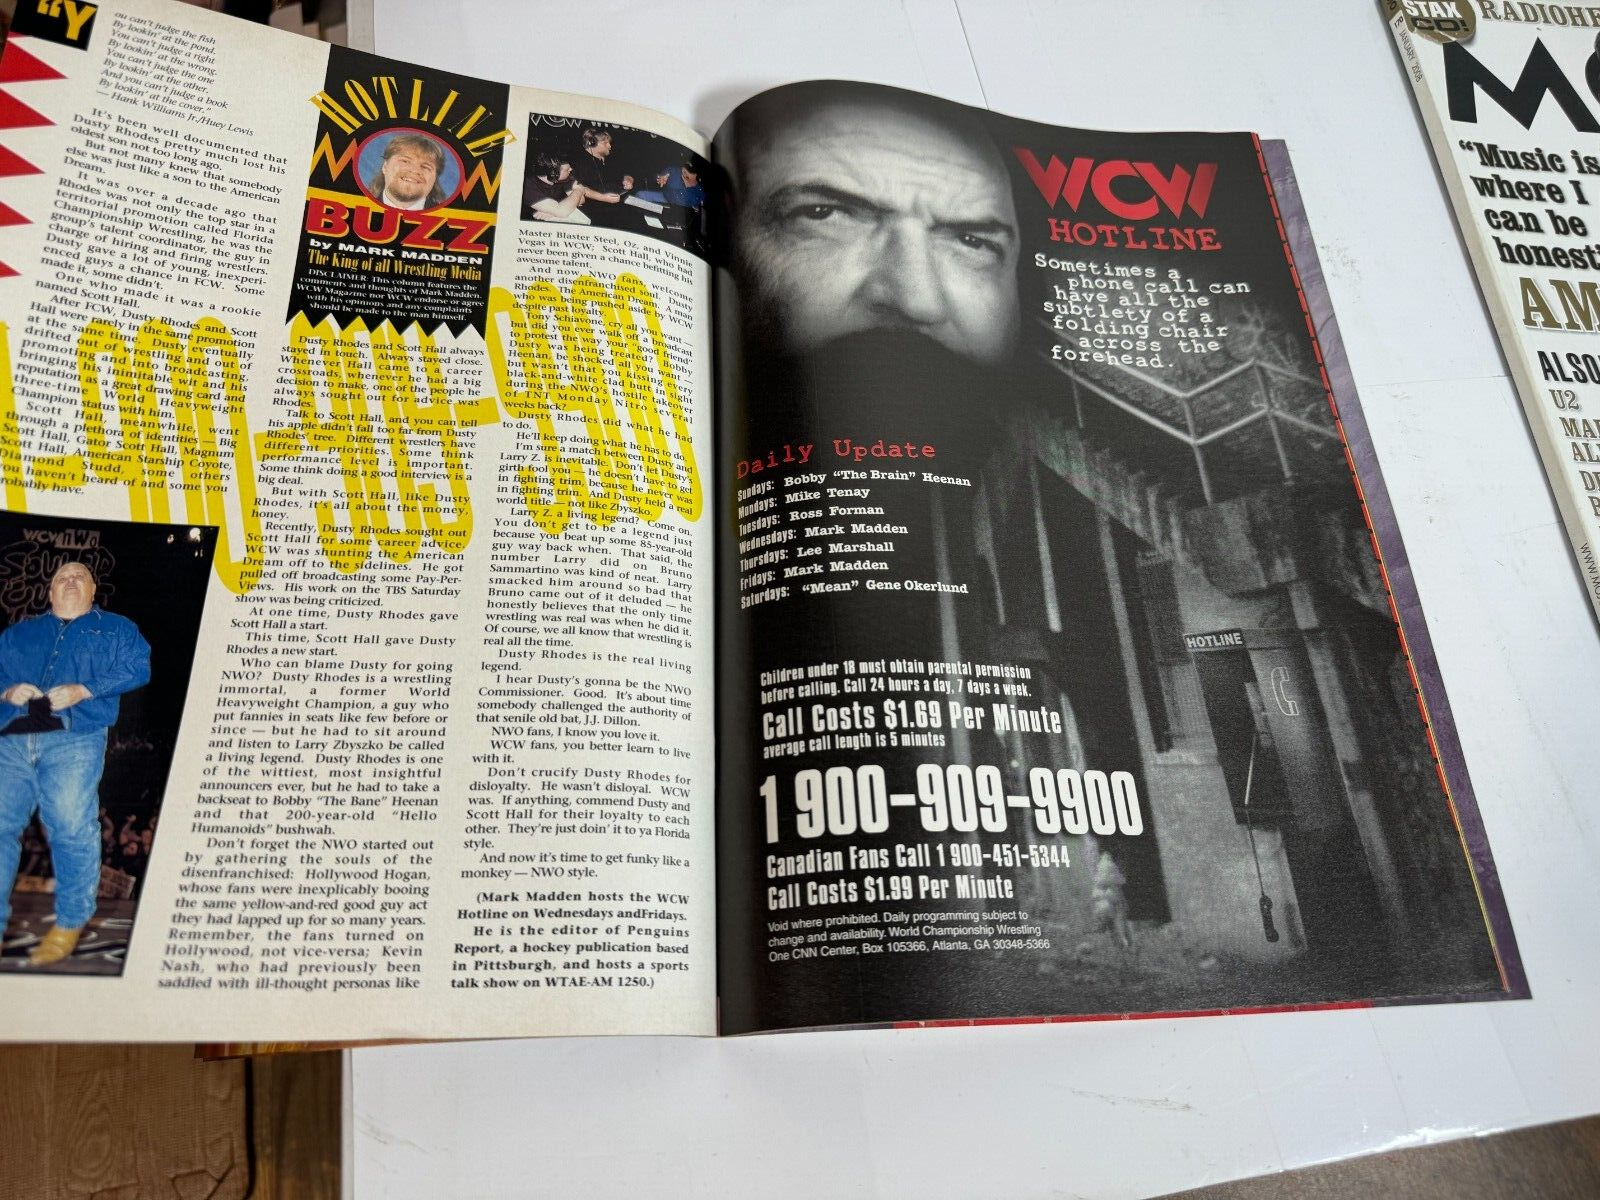 "Y
ou can't judge the fish
By lookin' at the pond.
You can't judge a right
By lookin' at the wrong.
You can't judge the one
By lookin' at the other.
And you can't judge a book
By lookin' at the cover."
— Hank Williams Jr./Huey Lewis
It's been well documented that
Dusty Rhodes pretty much lost his
oldest son not too long ago.
But not many knew that somebody
else was just like a son to the American
Dream.
It was over a decade ago that
Rhodes was not only the top star in a
territorial promotion called Florida
Championship Wrestling, he was the
group's talent coordinator, the guy in
charge of hiring and firing wrestlers.
Dusty gave a lot of young, inexperi-
enced guys a chance in FCW. Some
made it, some didn't.
One who made it was a rookie
named Scott Hall.
After FCW, Dusty Rhodes and Scott
Hall were rarely in the same promotion
at the same time. Dusty eventually
drifted out of wrestling and out of
promoting and into broadcasting,
bringing his inimitable wit and his
reputation as a great drawing card and
three-time World Heavyweight
Champion status with him.
Scott Hall, meanwhile, went
through a plethora of identities — Big
Scott Hall, Gator Scott Hall, Magnum
Scott Hall, American Starship Coyote,
Diamond Studd, some others
you haven't heard of and some you
probably have.
WCW nWo
SOULED
HOTLINE
BUZZ
by MARK MADDEN
The King of all Wrestling Media
DISCLAIMER: This column features the
comments and thoughts of Mark Madden.
WCW Magazine nor WCW endorse or agree
with his opinions and any complaints
should be made to the man himself.
Dusty Rhodes and Scott Hall always
stayed in touch. Always stayed close.
Whenever Hall came to a career
crossroads, whenever he had a big
decision to make, one of the people he
always sought out for advice was
Rhodes.
Talk to Scott Hall, and you can tell
his apple didn't fall too far from Dusty
Rhodes' tree. Different wrestlers have
different priorities. Some think
performance level is important.
Some think doing a good interview is a
big deal.
But with Scott Hall, like Dusty
Rhodes, it's all about the money,
honey.
Recently, Dusty Rhodes sought out
Scott Hall for some career advice.
WCW was shunting the American
Dream off to the sidelines. He got
pulled off broadcasting some Pay-Per-
Views. His work on the TBS Saturday
show was being criticized.
At one time, Dusty Rhodes gave
Scott Hall a start.
This time, Scott Hall gave Dusty
Rhodes a new start.
Who can blame Dusty for going
NWO? Dusty Rhodes is a wrestling
immortal, a former World
Heavyweight Champion, a guy who
put fannies in seats like few before or
since — but he had to sit around
and listen to Larry Zbyszko be called
a living legend. Dusty Rhodes is one
of the wittiest, most insightful
announcers ever, but he had to take a
backseat to Bobby "The Bane" Heenan
and that 200-year-old "Hello
Humanoids" bushwah.
Don't forget the NWO started out
by gathering the souls of the
disenfranchised: Hollywood Hogan,
whose fans were inexplicably booing
the same yellow-and-red good guy act
they had lapped up for so many years.
Remember, the fans turned on
Hollywood, not vice-versa; Kevin
Nash, who had previously been
saddled with ill-thought personas like
Master Blaster Steel, Oz, and Vinnie
Vegas in WCW; Scott Hall, who had
never been given a chance befitting his
awesome talent.
And now, NWO fans, welcome
another disenfranchised soul. Dusty
Rhodes. The American Dream. A man
who was being pushed aside by WCW
despite past loyalty.
Tony Schiavone, cry all you want —
but did you ever walk off a broadcast
to protest the way your "good friend"
Dusty was being treated? Bobby
Heenan, be shocked all you want —
but wasn't that you kissing every
black-and-white clad butt in sight
during the NWO's hostile takeover
of TNT Monday Nitro several
weeks back?
Dusty Rhodes did what he had
to do.
He'll keep doing what he has to do.
I'm sure a match between Dusty and
Larry Z. is inevitable. Don't let Dusty's
girth fool you — he doesn't have to get
in fighting trim, because he never was
in fighting trim. And Dusty held a real
world title — not like Zbyszko.
Larry Z. a living legend? Come on.
You don't get to be a legend just
because you beat up some 85-year-old
guy way back when. That said, the
number Larry did on Bruno
Sammartino was kind of neat. Larry
smacked him around so bad that
Bruno came out of it deluded — he
honestly believes that the only time
wrestling was real was when he did it.
Of course, we all know that wrestling is
real all the time.
Dusty Rhodes is the real living
legend.
I hear Dusty's gonna be the NWO
Commissioner. Good. It's about time
somebody challenged the authority of
that senile old bat, J.J. Dillon.
NWO fans, I know you love it.
WCW fans, you better learn to live
with it.
Don't crucify Dusty Rhodes for
disloyalty. He wasn't disloyal. WCW
was. If anything, commend Dusty and
Scott Hall for their loyalty to each
other. They're just doin' it to ya Florida
style.
And now it's time to get funky like a
monkey — NWO style.
(Mark Madden hosts the WCW
Hotline on Wednesdays andFridays.
He is the editor of Penguins
Report, a hockey publication based
in Pittsburgh, and hosts a sports
talk show on WTAE-AM 1250.)
WCW
HOTLINE
Sometimes a
phone call can
have all the
subtlety of a
folding chair
across the
forehead.
Daily Update
Sundays: Bobby "The Brain" Heenan
Mondays: Mike Tenay
Tuesdays: Ross Forman
Wednesdays: Mark Madden
Thursdays: Lee Marshall
Fridays: Mark Madden
Saturdays: "Mean" Gene Okerlund
HOTLINE
Children under 18 must obtain parental permission
before calling. Call 24 hours a day, 7 days a week.
Call Costs $1.69 Per Minute
average call length is 5 minutes
1 900-909-9900
Canadian Fans Call 1 900-451-5344
Call Costs $1.99 Per Minute
Void where prohibited. Daily programming subject to
change and availability. World Championship Wrestling
One CNN Center, Box 105366, Atlanta, GA 30348-5366
STAX
CD!
RADIOHE
JANUARY 2008
MO
"Music is
where I
can be
honest
AM
ALSO
U2